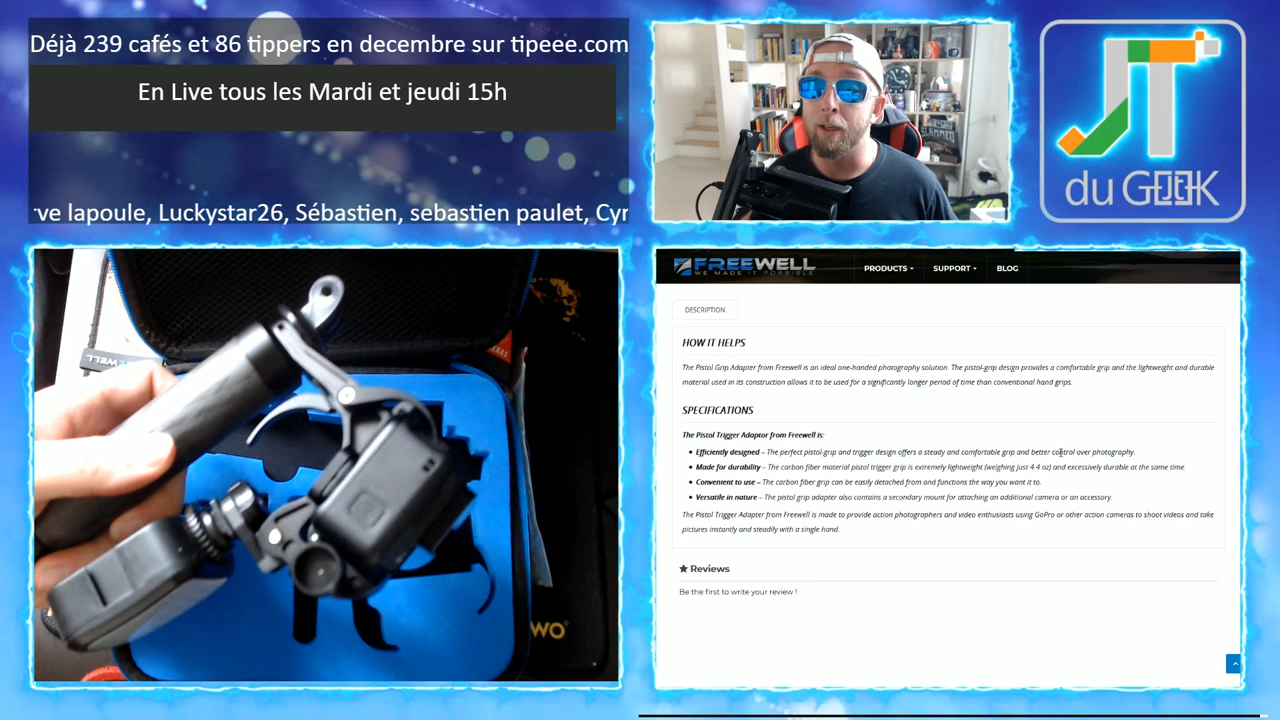 Déjà 239 cafés et 86 tippers en decembre sur tipeee.com
En Live tous les Mardi et jeudi 15h
rve lapoule, Luckystar26, Sébastien, sebastien paulet, Cyr
JT
du GEEK
FREEWELL
WE MADE IT POSSIBLE
PRODUCTS
SUPPORT
BLOG
DESCRIPTION
HOW IT HELPS
The Pistol Grip Adapter from Freewell is an ideal one-handed photography solution. The pistol-grip design provides a comfortable grip and the lightweight and durable
material used in its construction allows it to be used for a significantly longer period of time than conventional hand grips.
SPECIFICATIONS
The Pistol Trigger Adaptor from Freewell is:
Efficiently designed – The perfect pistol-grip and trigger design offers a steady and comfortable grip and better control over photography.
Made for durability – The carbon fiber material pistol trigger grip is extremely lightweight (weighing just 4.4 oz) and excessively durable at the same time.
Convenient to use – The carbon fiber grip can be easily detached from and functions the way you want it to.
Versatile in nature – The pistol grip adapter also contains a secondary mount for attaching an additional camera or an accessory.
The Pistol Trigger Adapter from Freewell is made to provide action photographers and video enthusiasts using GoPro or other action cameras to shoot videos and take
pictures instantly and steadily with a single hand.
Reviews
Be the first to write your review !